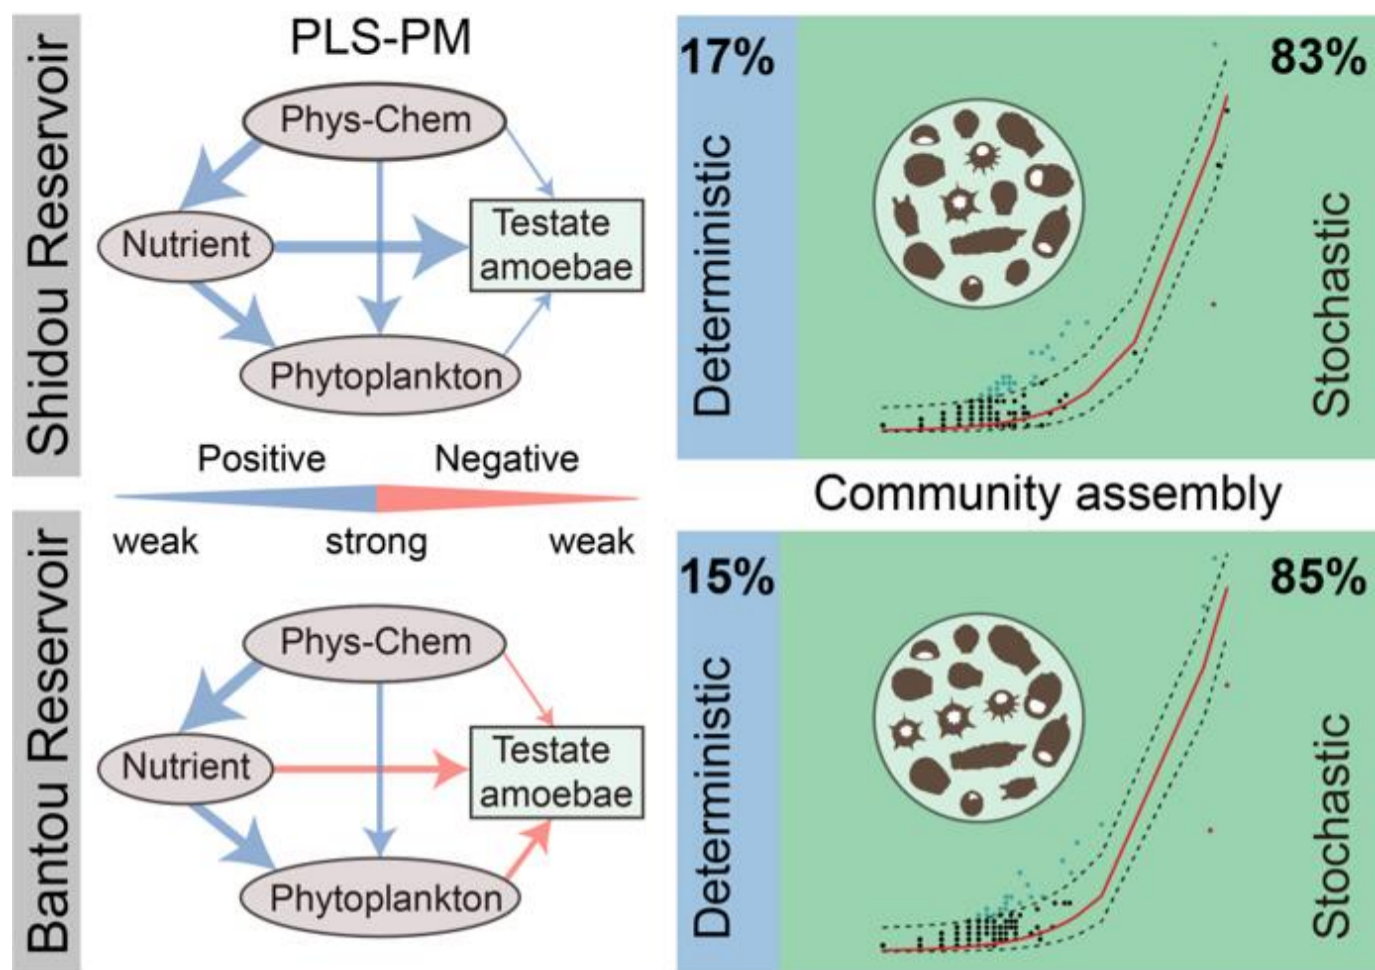 Shidou Reservoir
PLS-PM
Phys-Chem
Nutrient
Testate
amoebae
Phytoplankton
17%
83%
Deterministic
Stochastic
Positive
Negative
weak
strong
weak
Community assembly
Bantou Reservoir
Phys-Chem
Nutrient
Testate
amoebae
Phytoplankton
15%
85%
Deterministic
Stochastic